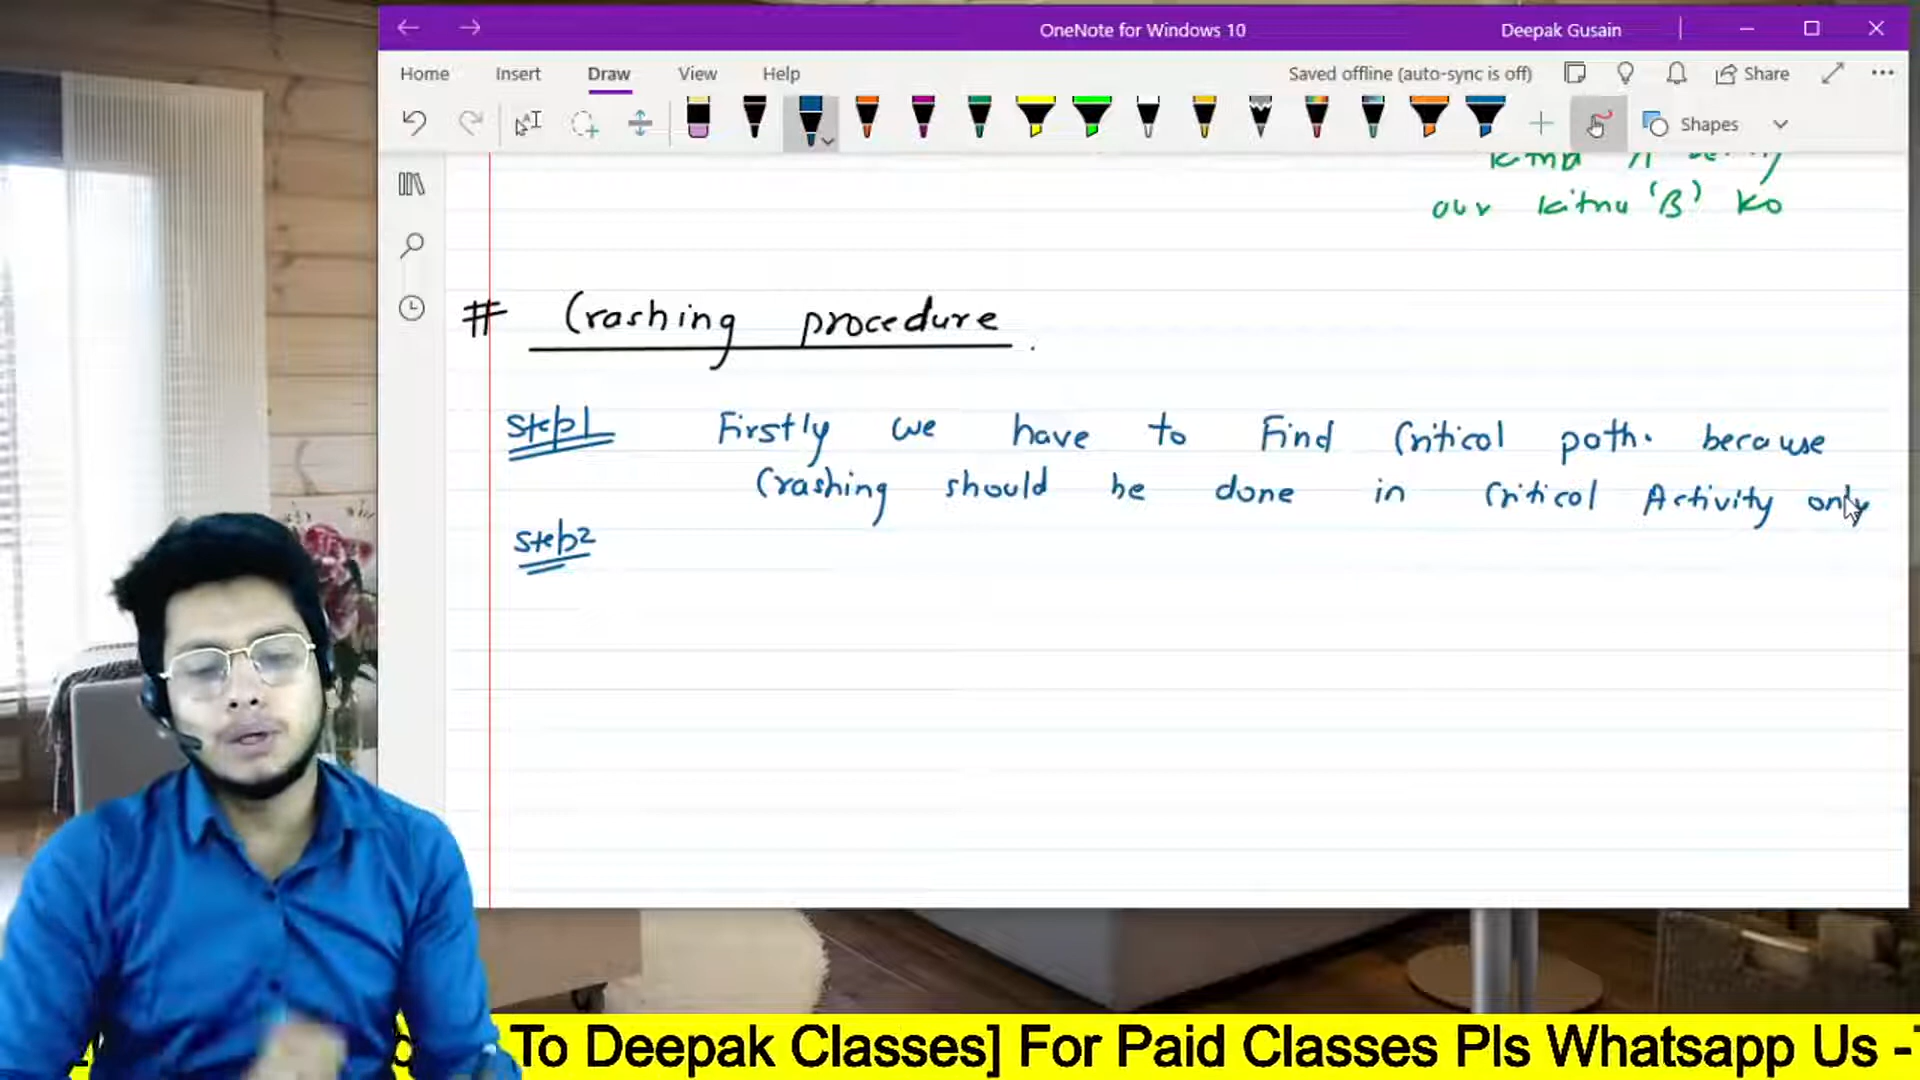 OneNote for Windows 10
Deepak Gusain
Home Insert Draw View Help
Saved offline (auto-sync is off)
Share
Shapes
our kitna 'B' ko
# Crashing procedure.
Step1 Firstly we have to Find Critical path. because
Crashing should be done in Critical Activity only
Step2
To Deepak Classes] For Paid Classes Pls Whatsapp Us -